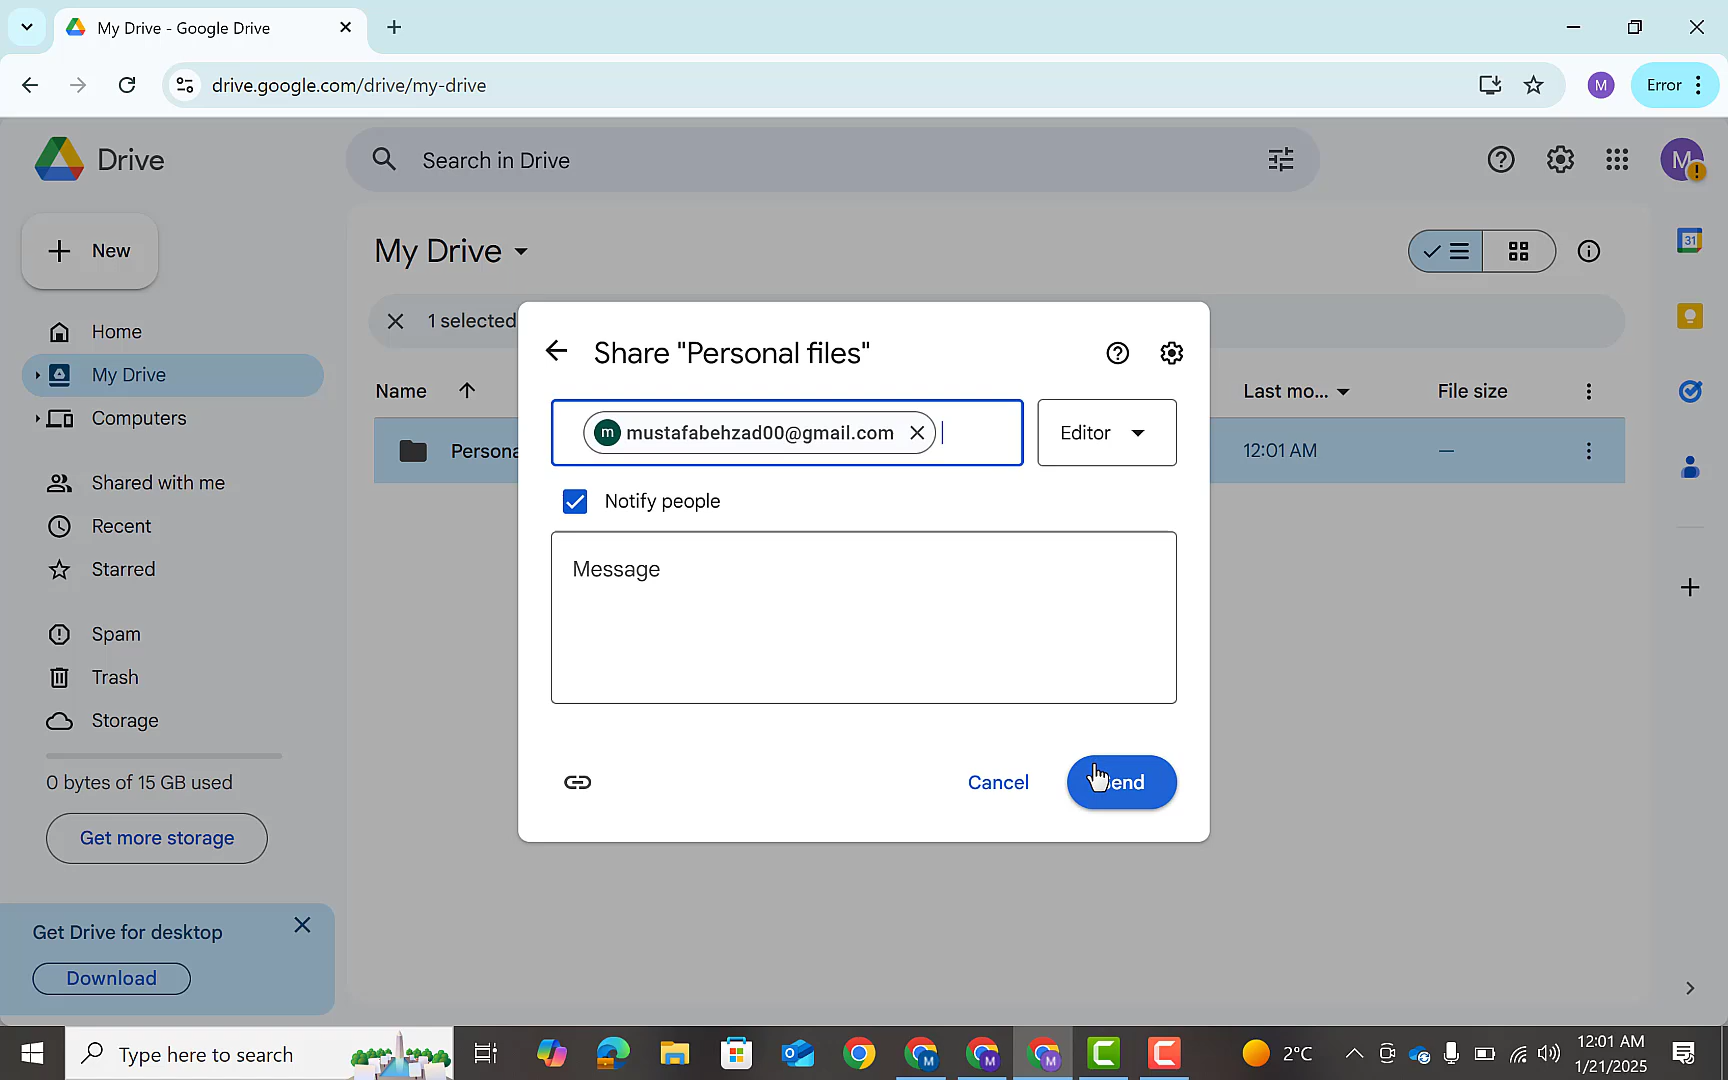 My Drive - Google Drive
drive.google.com/drive/my-drive
M
Error
Drive
Search in Drive
M
New
My Drive
31
Home
My Drive
Computers
1 selected
Name
Last mo...
File size
Persona
12:01 AM
—
Share "Personal files"
m mustafabehzad00@gmail.com
Editor
Notify people
Message
Cancel
Shared with me
Recent
Starred
Spam
Trash
Storage
0 bytes of 15 GB used
Get more storage
Get Drive for desktop
Download
Type here to search
M
M
M
2°C
12:01 AM
1/21/2025